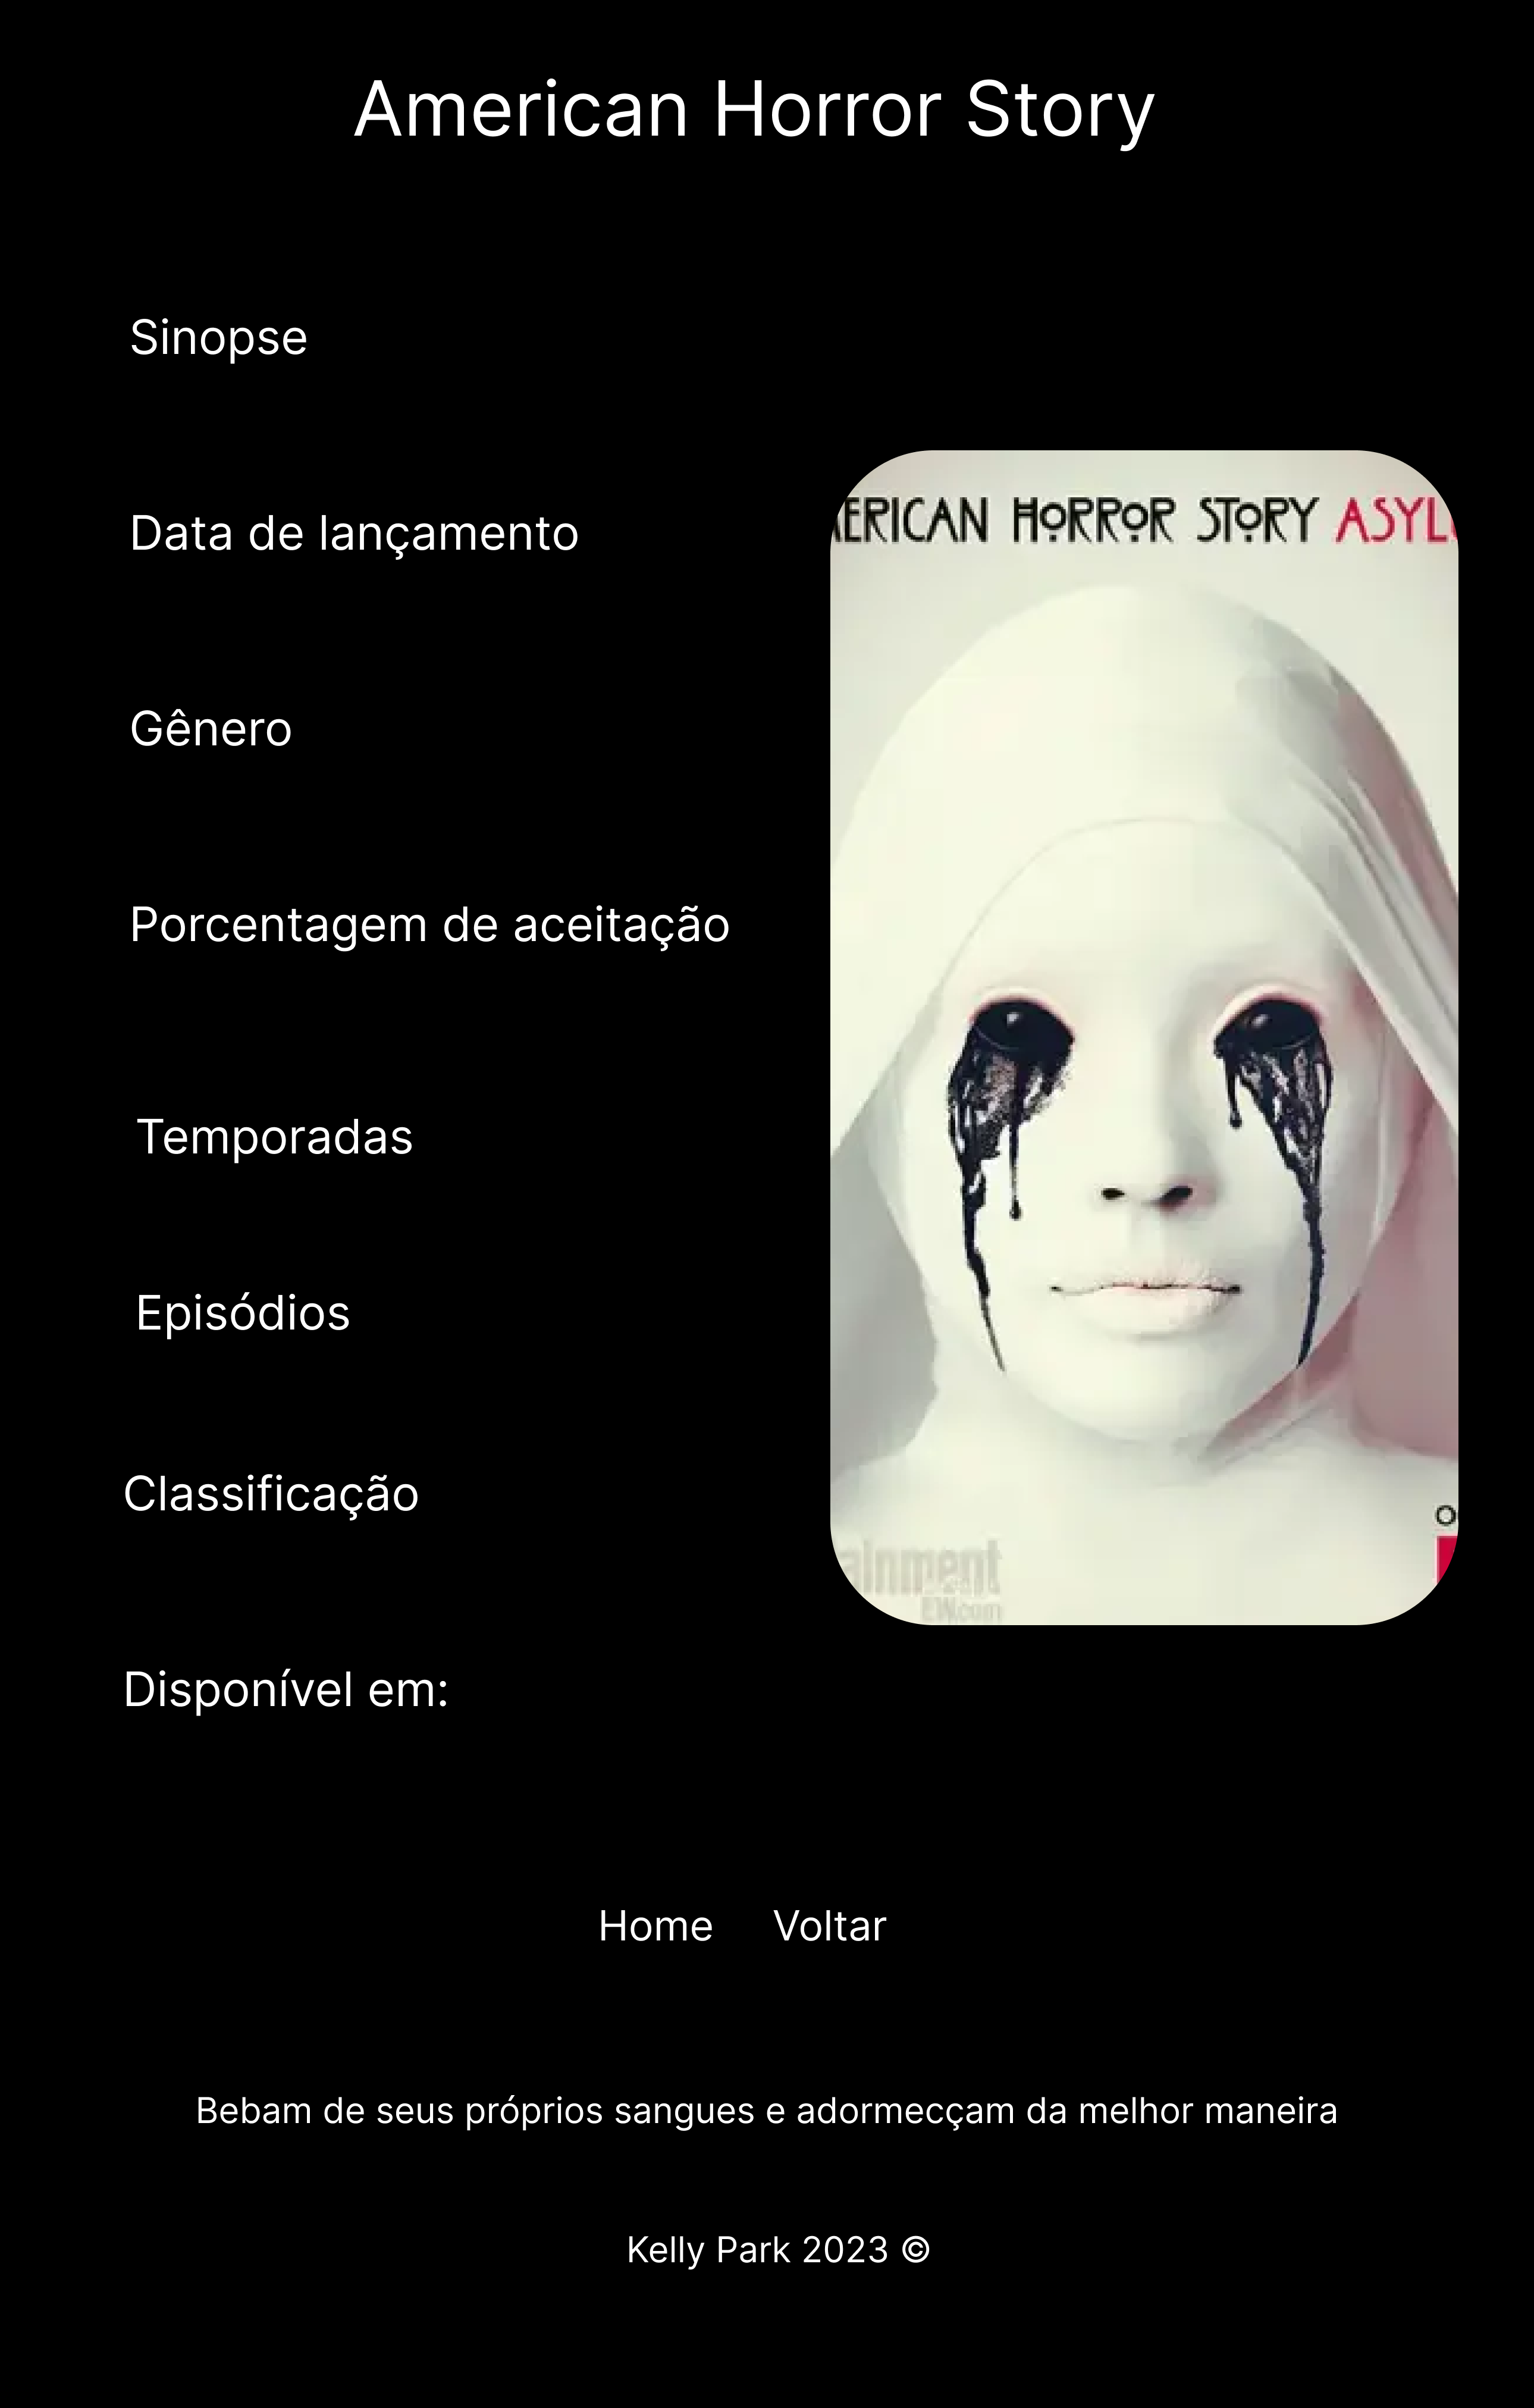 American Horror Story
Sinopse
Data de lançamento
ERICAN HORROR STORY ASYL
Gênero
Porcentagem de aceitação
Temporadas
Episódios
Classificação
ainment
EW.com
Disponível em:
Home Voltar
Bebam de seus próprios sangues e adormecçam da melhor maneira
Kelly Park 2023 ©